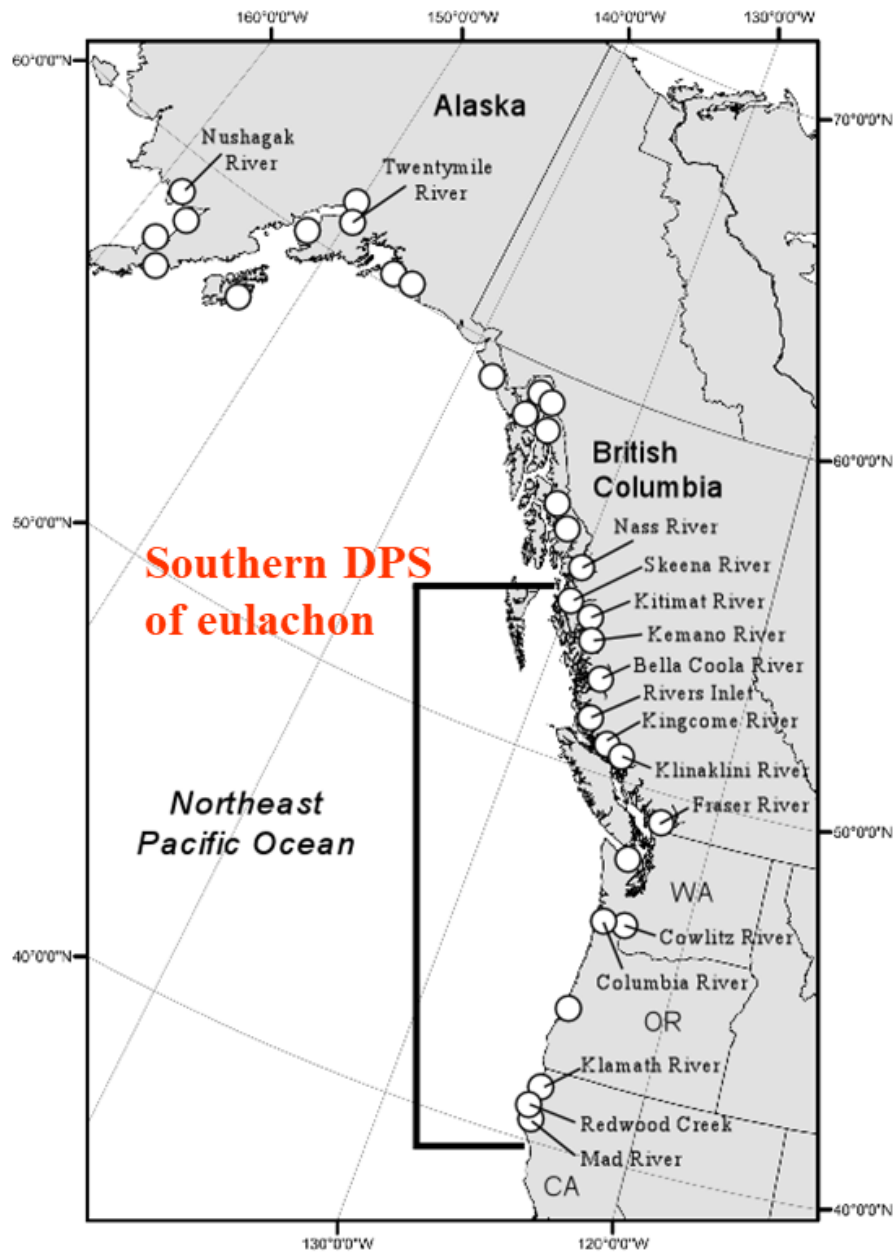 160°0'0"W
150°0'0"W
140°0'0"W
130°0'0"W
60°0'0"N
Alaska
70°0'0"N
Nushagak
River
Twentymile
River
British
Columbia
60°0'0"N
50°0'0"N
Nass River
Southern DPS
of eulachon
Skeena River
Kitimat River
Kemano River
Bella Coola River
Rivers Inlet
Kingcome River
Klinaklini River
Northeast
Pacific Ocean
Fraser River
50°0'0"N
WA
Cowlitz River
40°0'0"N
Columbia River
OR
Klamath River
Redwood Creek
Mad River
CA
40°0'0"N
130°0'0"W
120°0'0"W